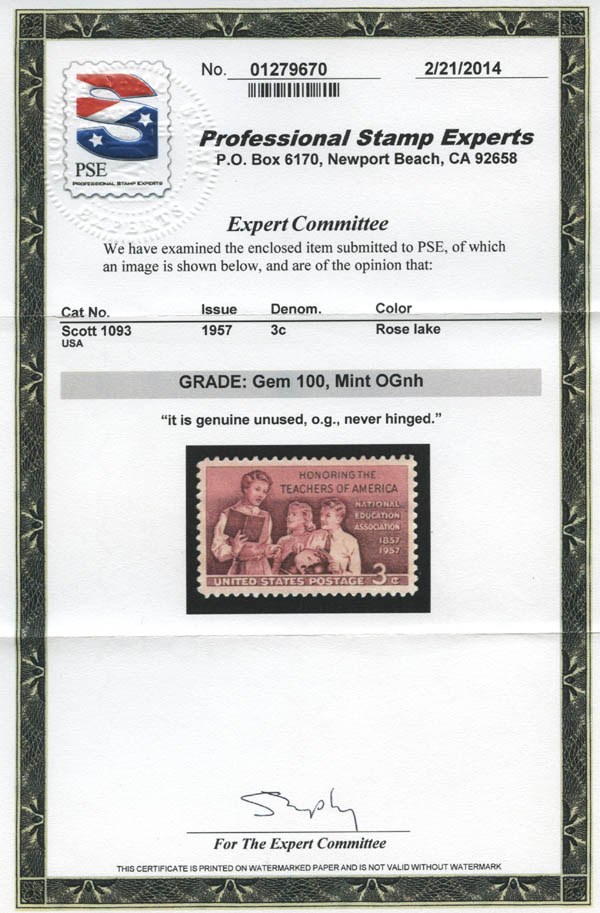 No. 01279670 2/21/2014
PSE
PROFESSIONAL STAMP EXPERTS
Professional Stamp Experts
P.O. Box 6170, Newport Beach, CA 92658
Expert Committee
We have examined the enclosed item submitted to PSE, of which
an image is shown below, and are of the opinion that:
Cat No. Issue Denom. Color
Scott 1093 1957 3c Rose lake
USA
GRADE: Gem 100, Mint OGnh
“it is genuine unused, o.g., never hinged.”
HONORING THE
TEACHERS OF AMERICA
NATIONAL
EDUCATION
ASSOCIATION
1857
1957
UNITED STATES POSTAGE 3c
For The Expert Committee
THIS CERTIFICATE IS PRINTED ON WATERMARKED PAPER AND IS NOT VALID WITHOUT WATERMARK